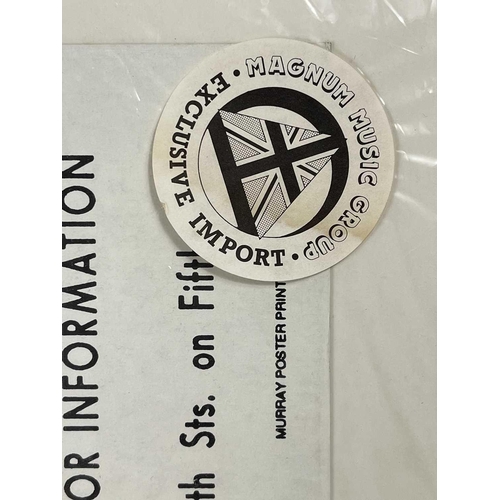 MAGNUM MUSIC GROUP
• EXCLUSIVE IMPORT •
OR INFORMATION
th Sts. on Fifth
MURRAY POSTER PRINT